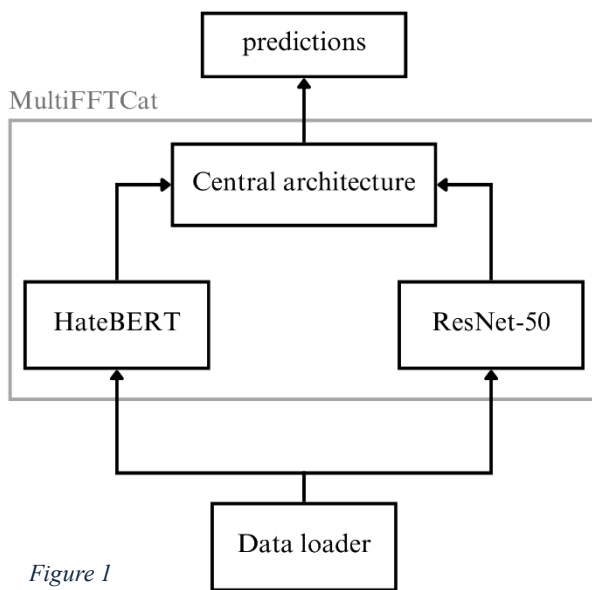 predictions
MultiFFTCat
Central architecture
HateBERT
ResNet-50
Data loader
Figure 1